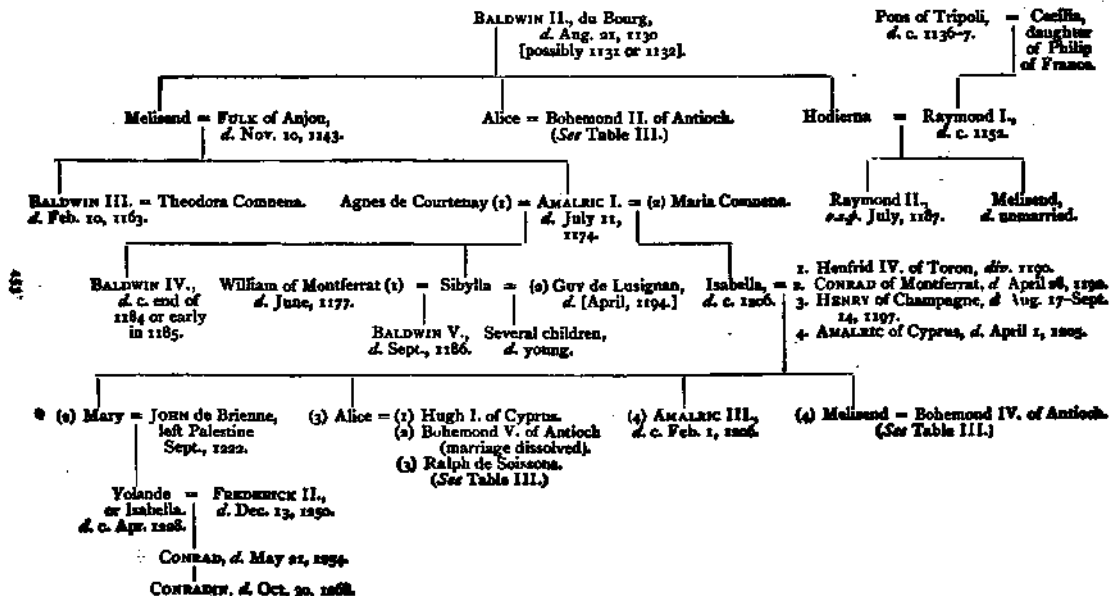 BALDWIN II., du Bourg,
d. Aug. 21, 1130
[possibly 1131 or 1132].
Pons of Tripoli, = Cecilia,
d. c. 1136-7. daughter
of Philip
of France.
Melisend = FULK of Anjou,
d. Nov. 10, 1143.
Alice = Bohemond II. of Antioch.
(See Table III.)
Hodierna = Raymond I.,
d. c. 1152.
BALDWIN III. = Theodora Comnena.
d. Feb. 10, 1163.
Agnes de Courtenay (1) = AMALRIC I. = (2) Maria Comnena.
d. July 11,
1174.
Raymond II.,
o.s.p. July, 1187.
Melisend,
d. unmarried.
BALDWIN IV.,
d. c. end of
1184 or early
in 1185.
William of Montferrat (1) = Sibylla = (2) GUY de Lusignan,
d. June, 1177. d. [April, 1194.]
BALDWIN V.,
d. Sept., 1186.
Several children,
d. young.
Isabella, =
d. c. 1206.
1. Henfrid IV. of Toron, div. 1190.
2. CONRAD of Montferrat, d April 28, 1192.
3. HENRY of Champagne, d Aug. 17-Sept.
14, 1197.
4. AMALRIC of Cyprus, d. April 1, 1205.
453
(2) Mary = JOHN de Brienne,
left Palestine
Sept., 1222.
(3) Alice = (1) Hugh I. of Cyprus.
(2) Bohemond V. of Antioch
(marriage dissolved).
(3) Ralph de Soissons.
(See Table III.)
(4) AMALRIC III.,
d. c. Feb. 1, 1206.
(4) Melisend = Bohemond IV. of Antioch.
(See Table III.)
Yolande = FREDERICK II.,
or Isabella. d. Dec. 13, 1250.
d. c. Apr. 1228.
CONRAD, d. May 21, 1254.
CONRADIN, d. Oct. 29, 1268.